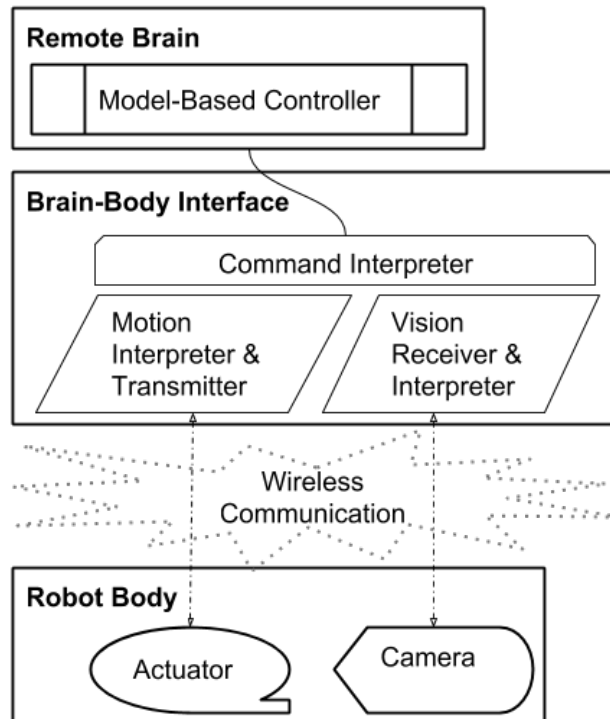 Remote Brain
Model-Based Controller
Brain-Body Interface
Command Interpreter
Motion
Interpreter &
Transmitter
Vision
Receiver &
Interpreter
Wireless
Communication
Robot Body
Actuator
Camera